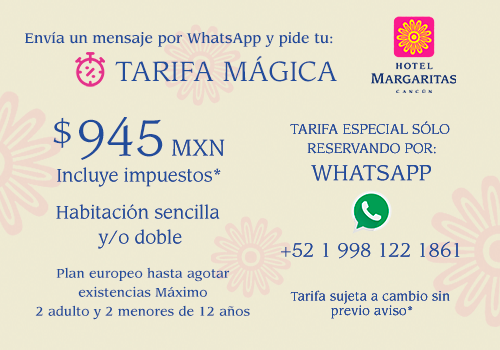 Envía un mensaje por WhatsApp y pide tu:
TARIFA MÁGICA
HOTEL
MARGARITAS
CANCÚN
$945 MXN
Incluye impuestos*
Habitación sencilla
y/o doble
Plan europeo hasta agotar
existencias Máximo
2 adulto y 2 menores de 12 años
TARIFA ESPECIAL SÓLO
RESERVANDO POR:
WHATSAPP
+52 1 998 122 1861
Tarifa sujeta a cambio sin
previo aviso*